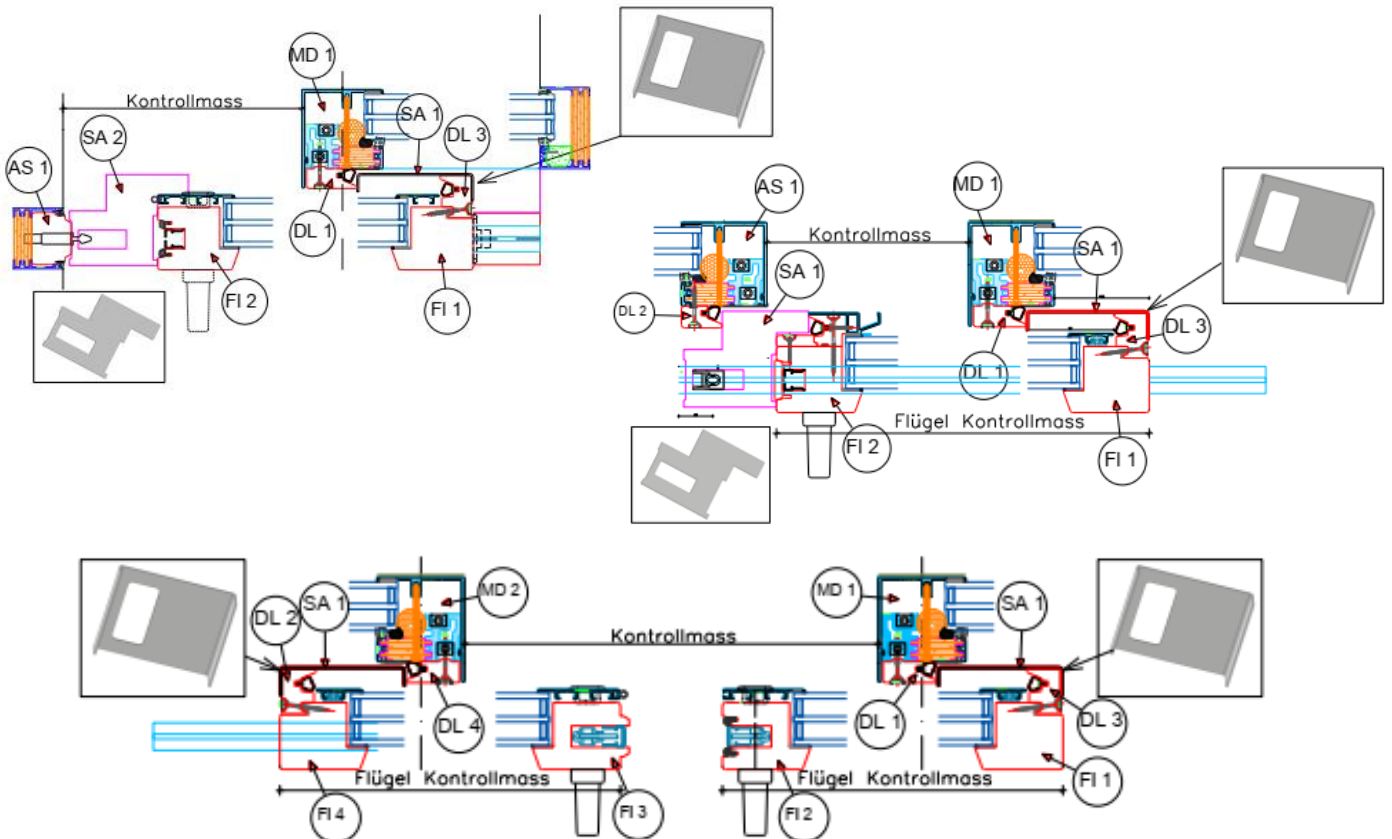 MD 1
Kontrollmass
SA 1
SA 2
DL 3
AS 1
DL 1
FI 2
FI 1
AS 1
MD 1
Kontrollmass
SA 1
SA 1
DL 2
DL 3
DL 1
Flügel Kontrollmass
FI 2
FI 1
MD 2
MD 1
SA 1
SA 1
DL 2
Kontrollmass
DL 4
DL 1
DL 3
Flügel Kontrollmass
Flügel Kontrollmass
FI 4
FI 3
FI 2
FI 1